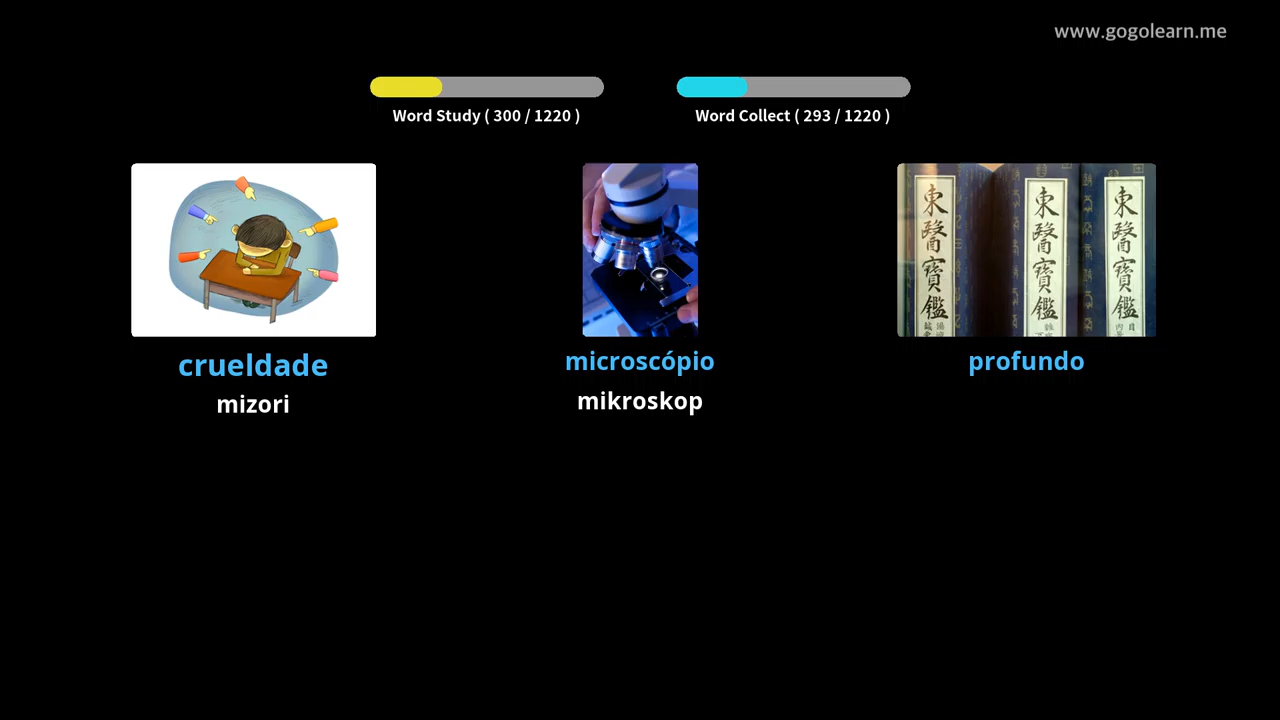 www.gogolearn.me
Word Study ( 300 / 1220 )
Word Collect ( 293 / 1220 )
東醫寶鑑
東醫寶鑑
東醫寶鑑
crueldade
microscópio
profundo
mizori
mikroskop